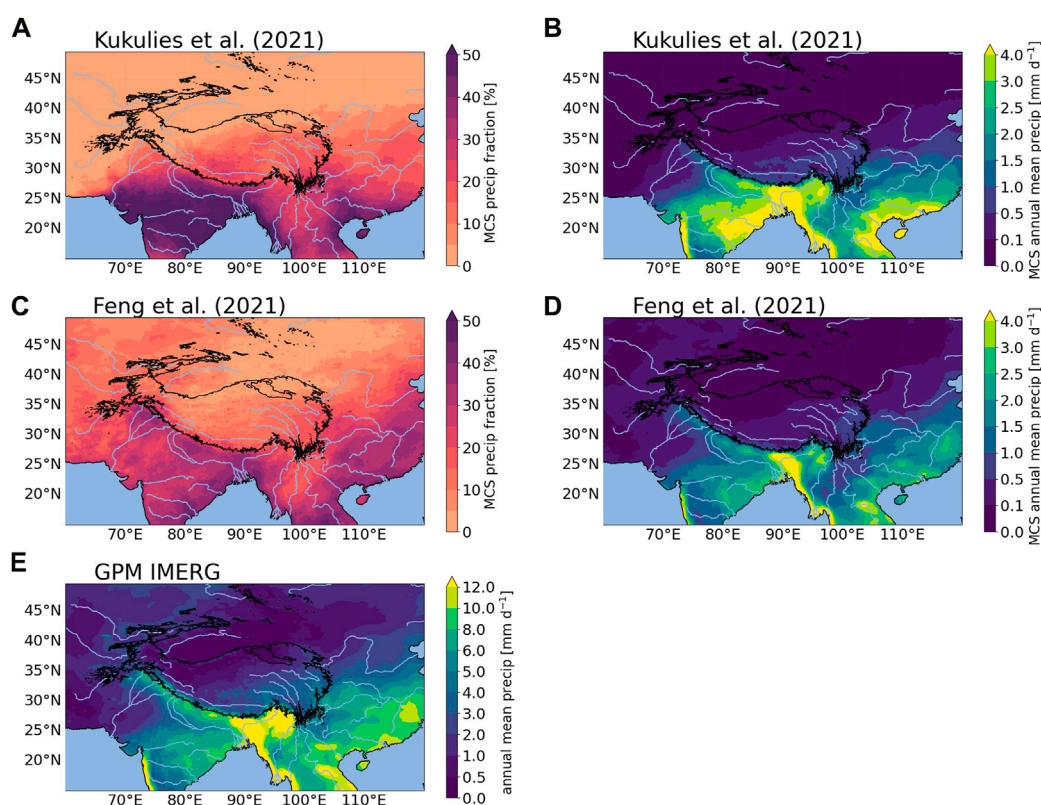 A
Kukulies et al. (2021)
45°N
40°N
35°N
30°N
25°N
20°N
70°E 80°E 90°E 100°E 110°E
50
40
30
20
10
0
MCS precip fraction [%]
B
Kukulies et al. (2021)
45°N
40°N
35°N
30°N
25°N
20°N
70°E 80°E 90°E 100°E 110°E
4.0
3.0
2.5
2.0
1.5
1.0
0.5
0.1
0.0
MCS annual mean precip [mm d⁻¹]
C
Feng et al. (2021)
45°N
40°N
35°N
30°N
25°N
20°N
70°E 80°E 90°E 100°E 110°E
50
40
30
20
10
0
MCS precip fraction [%]
D
Feng et al. (2021)
45°N
40°N
35°N
30°N
25°N
20°N
70°E 80°E 90°E 100°E 110°E
4.0
3.0
2.5
2.0
1.5
1.0
0.5
0.1
0.0
MCS annual mean precip [mm d⁻¹]
E
GPM IMERG
45°N
40°N
35°N
30°N
25°N
20°N
70°E 80°E 90°E 100°E 110°E
12.0
10.0
8.0
6.0
4.0
3.0
2.0
1.0
0.5
0.0
annual mean precip [mm d⁻¹]